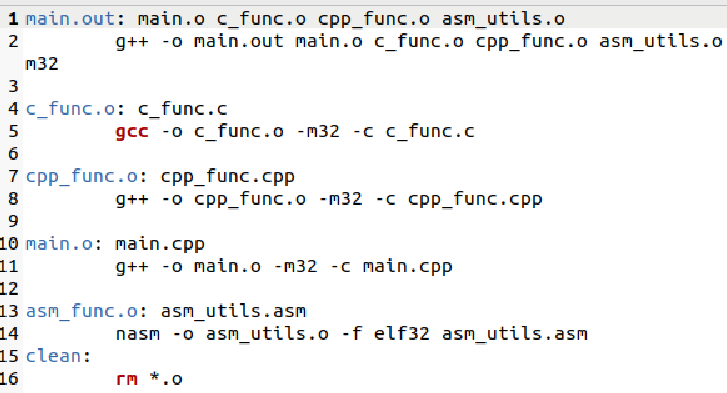 1 main.out: main.o c_func.o cpp_func.o asm_utils.o
2 g++ -o main.out main.o c_func.o cpp_func.o asm_utils.o
m32
3
4 c_func.o: c_func.c
5 gcc -o c_func.o -m32 -c c_func.c
6
7 cpp_func.o: cpp_func.cpp
8 g++ -o cpp_func.o -m32 -c cpp_func.cpp
9
10 main.o: main.cpp
11 g++ -o main.o -m32 -c main.cpp
12
13 asm_func.o: asm_utils.asm
14 nasm -o asm_utils.o -f elf32 asm_utils.asm
15 clean:
16 rm *.o